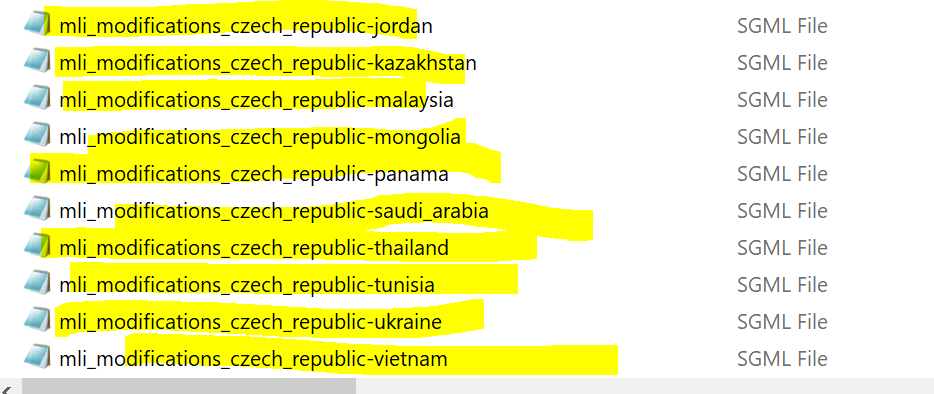 mli_modifications_czech_republic-jordan SGML File
mli_modifications_czech_republic-kazakhstan SGML File
mli_modifications_czech_republic-malaysia SGML File
mli_modifications_czech_republic-mongolia SGML File
mli_modifications_czech_republic-panama SGML File
mli_modifications_czech_republic-saudi_arabia SGML File
mli_modifications_czech_republic-thailand SGML File
mli_modifications_czech_republic-tunisia SGML File
mli_modifications_czech_republic-ukraine SGML File
mli_modifications_czech_republic-vietnam SGML File